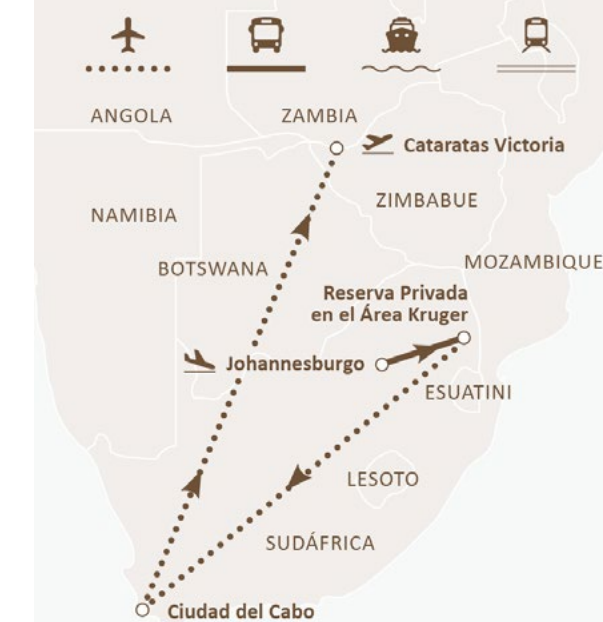 ANGOLA
ZAMBIA
Cataratas Victoria
NAMIBIA
ZIMBABUE
BOTSWANA
MOZAMBIQUE
Reserva Privada
en el Área Kruger
Johannesburgo
ESUATINI
LESOTO
SUDÁFRICA
Ciudad del Cabo